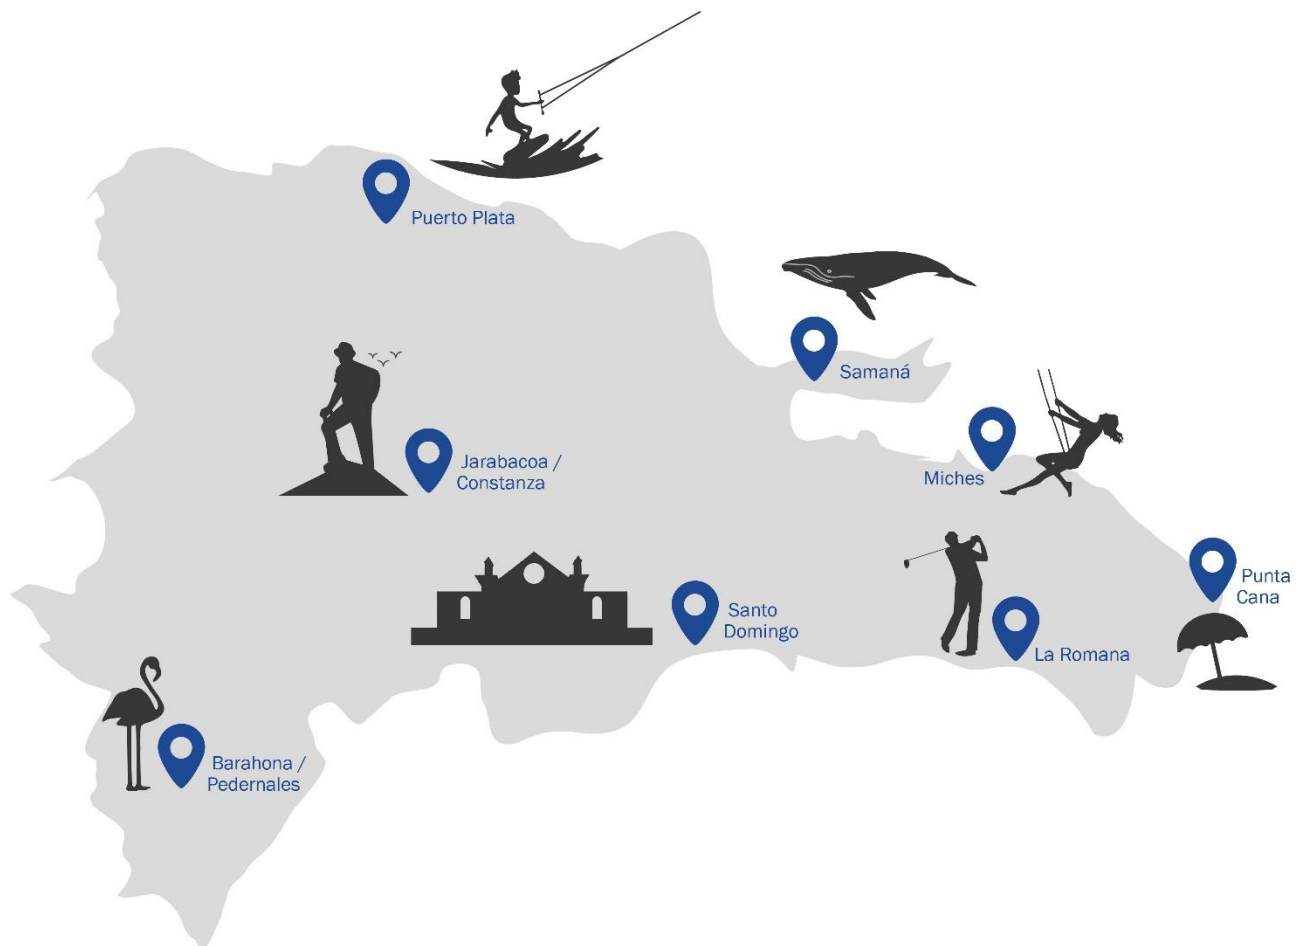 Puerto Plata
Samaná
Jarabacoa /
Constanza
Miches
Punta
Cana
Santo
Domingo
La Romana
Barahona /
Pedernales